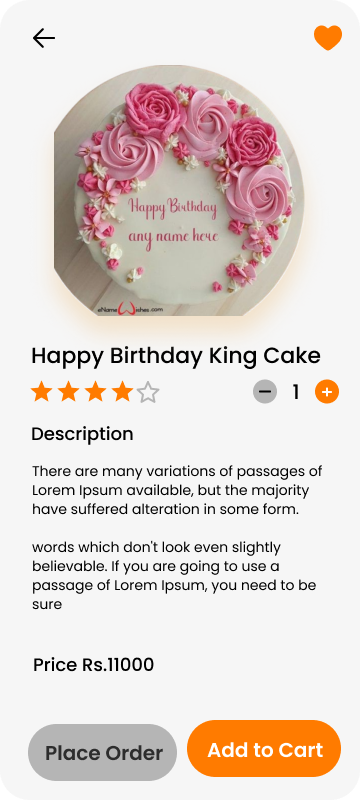 Happy Birthday
any name here
eNameWishes.com
Happy Birthday King Cake
1
Description
There are many variations of passages of
Lorem Ipsum available, but the majority
have suffered alteration in some form.
words which don't look even slightly
believable. If you are going to use a
passage of Lorem Ipsum, you need to be
sure
Price Rs.11000
Place Order
Add to Cart